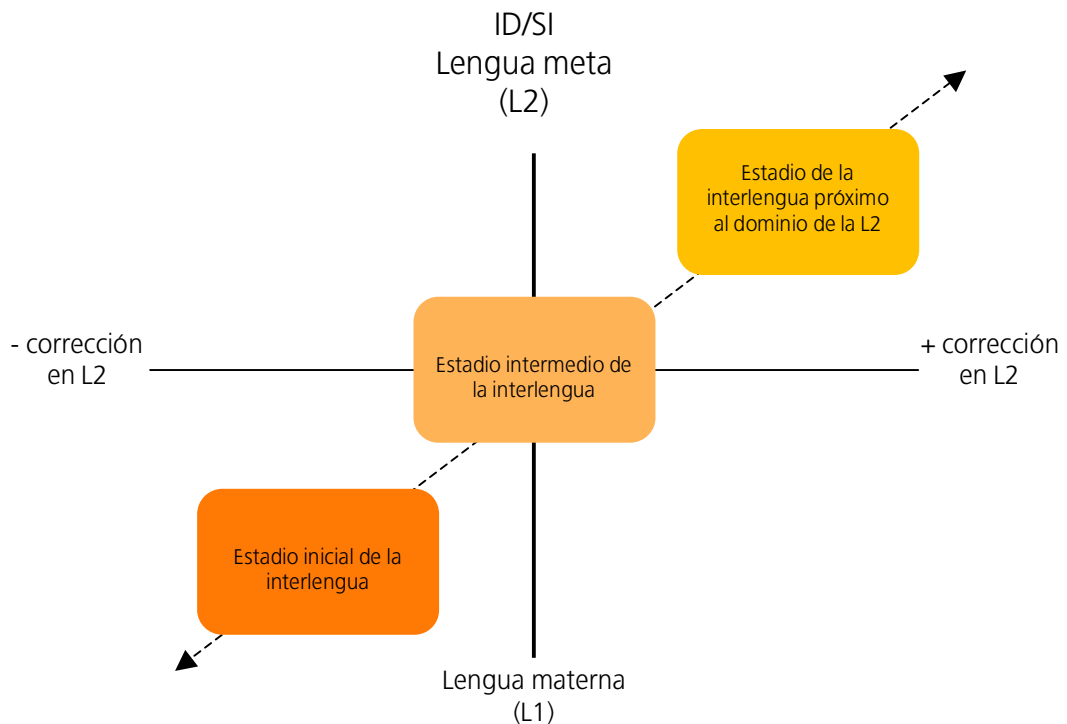 ID/SI
Lengua meta
(L2)
Estadio de la
interlengua próximo
al dominio de la L2
- corrección
en L2
Estadio intermedio de
la interlengua
+ corrección
en L2
Estadio inicial de la
interlengua
Lengua materna
(L1)